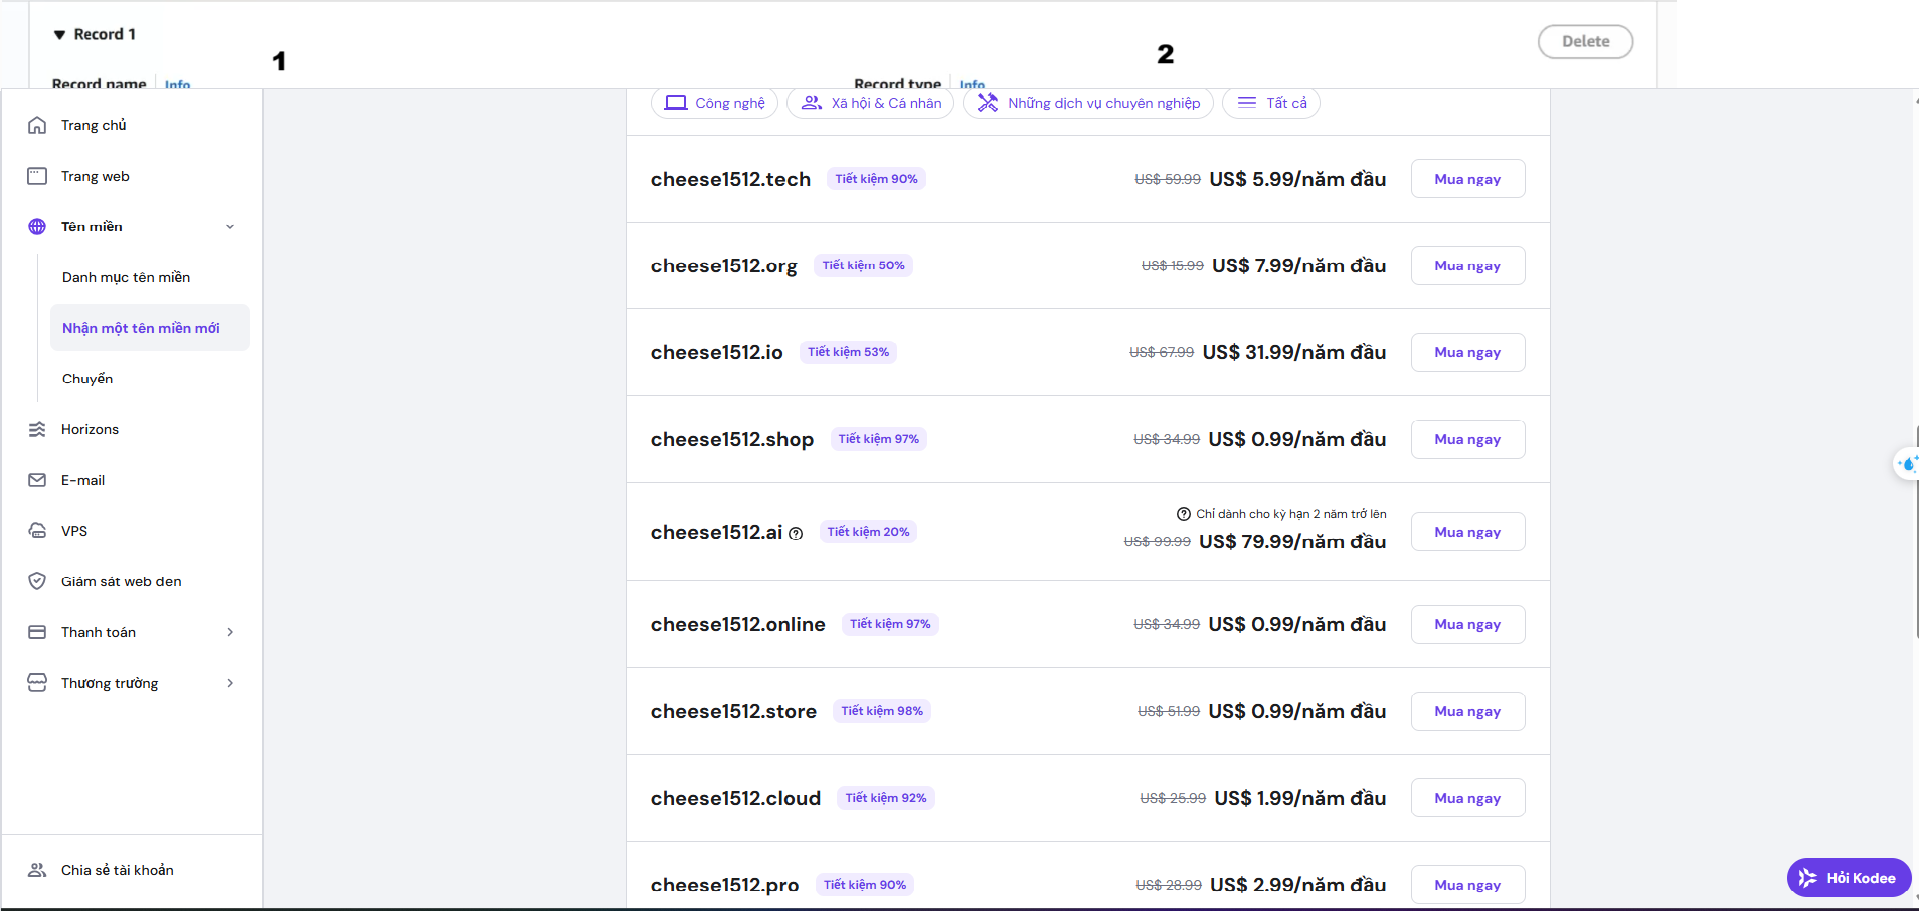 Record 1
1
2
Delete
Record name Info
Record type Info
Trang chủ
Trang web
Tên miền
Danh mục tên miền
Nhận một tên miền mới
Chuyển
Horizons
E-mail
VPS
Giám sát web đen
Thanh toán
Thương trường
Chia sẻ tài khoản
Công nghệ
Xã hội & Cá nhân
Những dịch vụ chuyên nghiệp
Tất cả
cheese1512.tech Tiết kiệm 90% US$ 59.99 US$ 5.99/năm đầu Mua ngay
cheese1512.org Tiết kiệm 50% US$ 15.99 US$ 7.99/năm đầu Mua ngay
cheese1512.io Tiết kiệm 53% US$ 67.99 US$ 31.99/năm đầu Mua ngay
cheese1512.shop Tiết kiệm 97% US$ 34.99 US$ 0.99/năm đầu Mua ngay
Chỉ dành cho kỳ hạn 2 năm trở lên
cheese1512.ai Tiết kiệm 20% US$ 99.99 US$ 79.99/năm đầu Mua ngay
cheese1512.online Tiết kiệm 97% US$ 34.99 US$ 0.99/năm đầu Mua ngay
cheese1512.store Tiết kiệm 98% US$ 51.99 US$ 0.99/năm đầu Mua ngay
cheese1512.cloud Tiết kiệm 92% US$ 25.99 US$ 1.99/năm đầu Mua ngay
cheese1512.pro Tiết kiệm 90% US$ 28.99 US$ 2.99/năm đầu Mua ngay
Hỏi Kodee